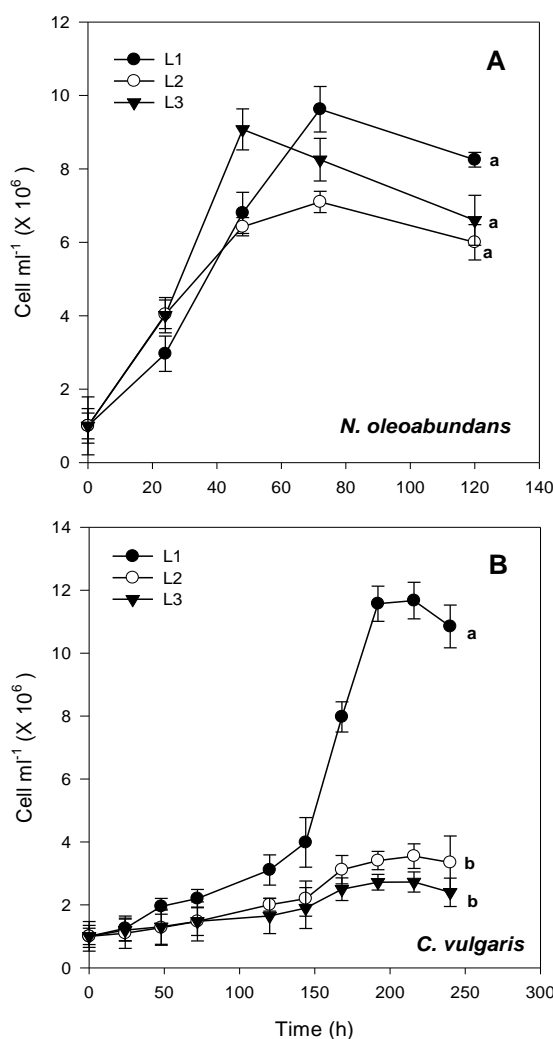 12
10
8
6
4
2
0
Cell ml⁻¹ (X 10⁶)
L1
L2
L3
A
a
a
a
N. oleoabundans
0 20 40 60 80 100 120 140
14
12
10
8
6
4
2
0
Cell ml⁻¹ (X 10⁶)
L1
L2
L3
B
a
b
b
C. vulgaris
0 50 100 150 200 250 300
Time (h)